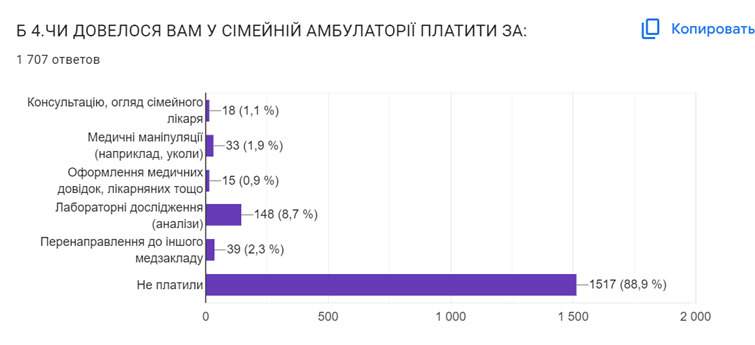 Б 4.ЧИ ДОВЕЛОСЯ ВАМ У СІМЕЙНІЙ АМБУЛАТОРІЇ ПЛАТИТИ ЗА:
Копировать
1 707 ответов
Консультацію, огляд сімейного
лікаря
18 (1,1 %)
Медичні маніпуляції
(наприклад, уколи)
33 (1,9 %)
Оформлення медичних
довідок, лікарняних тощо
15 (0,9 %)
Лабораторні дослідження
(аналізи)
148 (8,7 %)
Перенаправлення до іншого
медзакладу
39 (2,3 %)
Не платили
1517 (88,9 %)
0 500 1 000 1 500 2 000